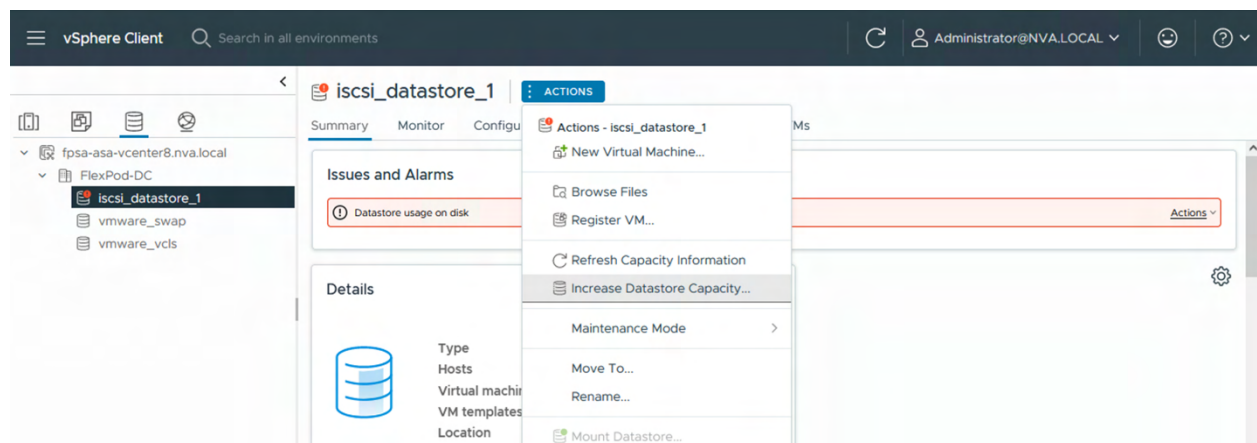 vSphere Client Search in all environments Administrator@NVA.LOCAL
iscsi_datastore_1 ACTIONS
Summary Monitor Configu Ms
fpsa-asa-vcenter8.nva.local
FlexPod-DC
iscsi_datastore_1
vmware_swap
vmware_vcls
Issues and Alarms
Datastore usage on disk Actions
Details
Type
Hosts
Virtual machin
VM templates
Location
Actions - iscsi_datastore_1
New Virtual Machine...
Browse Files
Register VM...
Refresh Capacity Information
Increase Datastore Capacity...
Maintenance Mode
Move To...
Rename...
Mount Datastore...